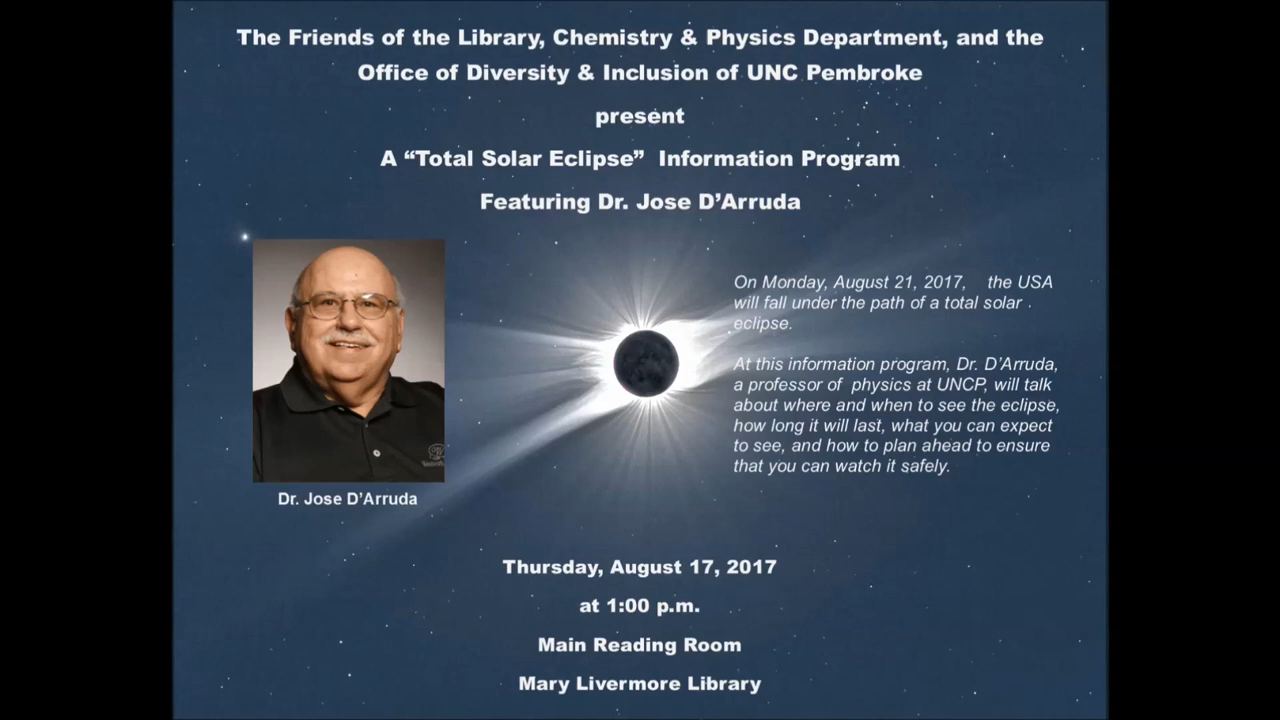 The Friends of the Library, Chemistry & Physics Department, and the
Office of Diversity & Inclusion of UNC Pembroke
present
A “Total Solar Eclipse” Information Program
Featuring Dr. Jose D’Arruda
On Monday, August 21, 2017, the USA
will fall under the path of a total solar
eclipse.
At this information program, Dr. D’Arruda,
a professor of physics at UNCP, will talk
about where and when to see the eclipse,
how long it will last, what you can expect
to see, and how to plan ahead to ensure
that you can watch it safely.
Dr. Jose D’Arruda
Thursday, August 17, 2017
at 1:00 p.m.
Main Reading Room
Mary Livermore Library